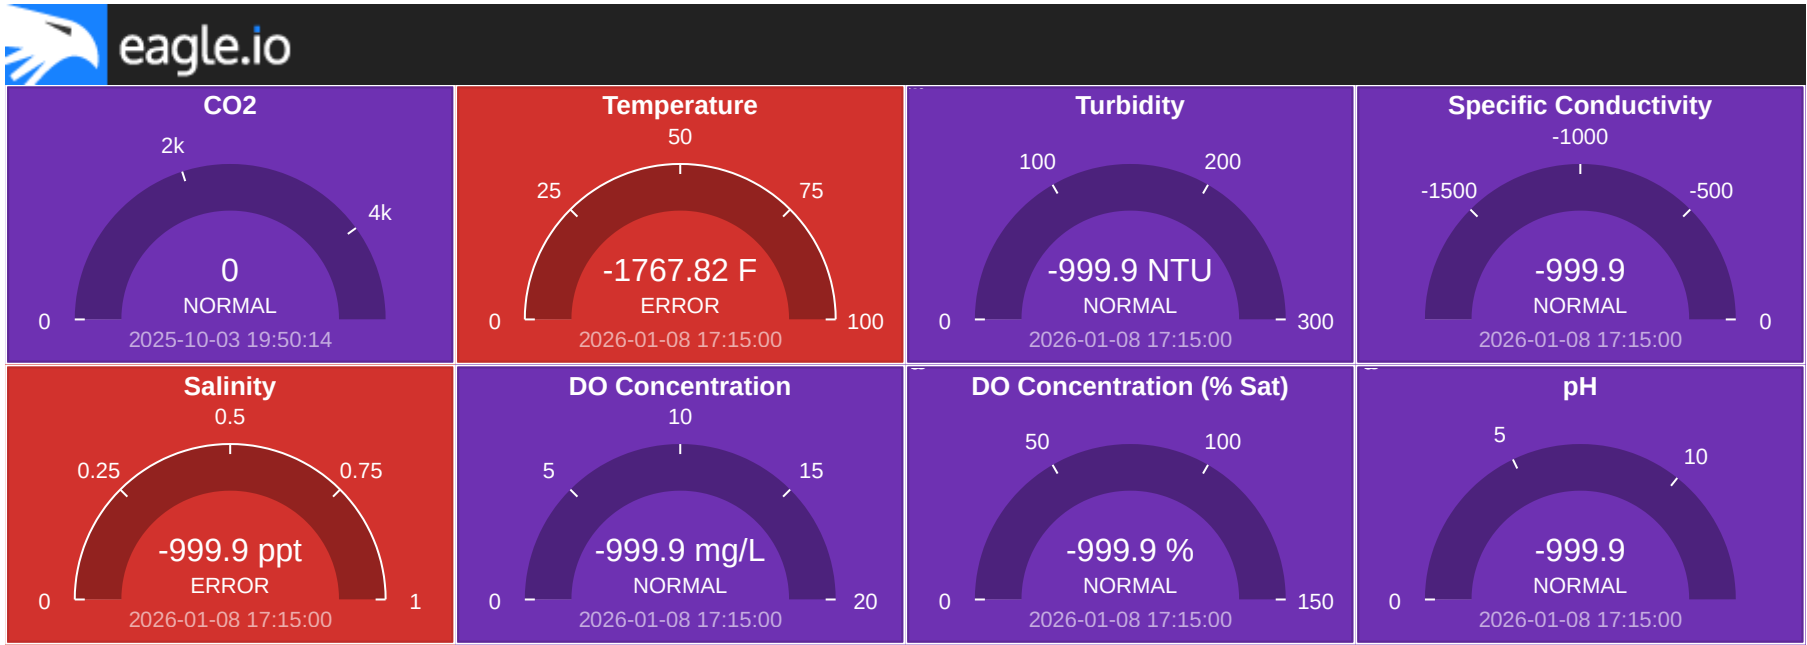 eagle.io
CO2
2k
4k
0
NORMAL
0
2025-10-03 19:50:14
Temperature
50
25
75
-1767.82 F
ERROR
0
100
2026-01-08 17:15:00
Turbidity
100
200
-999.9 NTU
NORMAL
0
300
2026-01-08 17:15:00
Specific Conductivity
-1000
-1500
-500
-999.9
NORMAL
0
2026-01-08 17:15:00
Salinity
0.5
0.25
0.75
-999.9 ppt
ERROR
0
1
2026-01-08 17:15:00
DO Concentration
10
5
15
-999.9 mg/L
NORMAL
0
20
2026-01-08 17:15:00
DO Concentration (% Sat)
50
100
-999.9 %
NORMAL
0
150
2026-01-08 17:15:00
pH
5
10
-999.9
NORMAL
0
2026-01-08 17:15:00